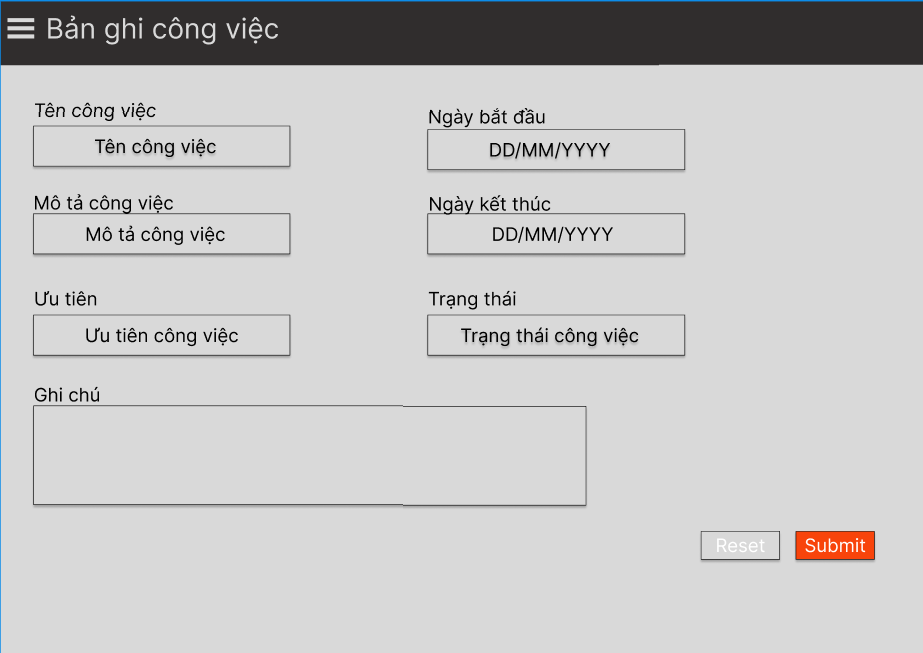 Bản ghi công việc
Tên công việc
Ngày bắt đầu
Tên công việc
DD/MM/YYYY
Mô tả công việc
Ngày kết thúc
Mô tả công việc
DD/MM/YYYY
Ưu tiên
Trạng thái
Ưu tiên công việc
Trạng thái công việc
Ghi chú
Reset
Submit